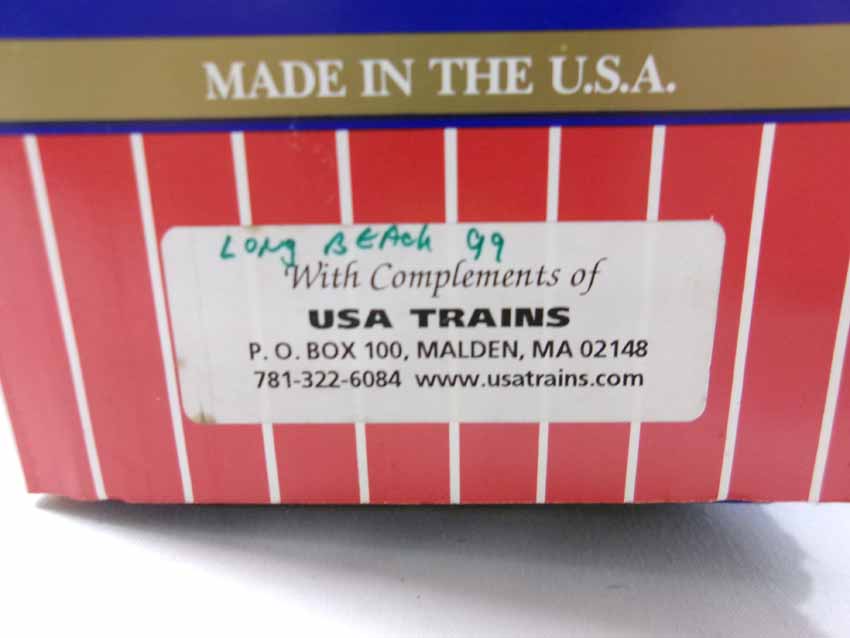 MADE IN THE U.S.A.
LONg BEACh 99
With Complements of
USA TRAINS
P. O. BOX 100, MALDEN, MA 02148
781-322-6084 www.usatrains.com